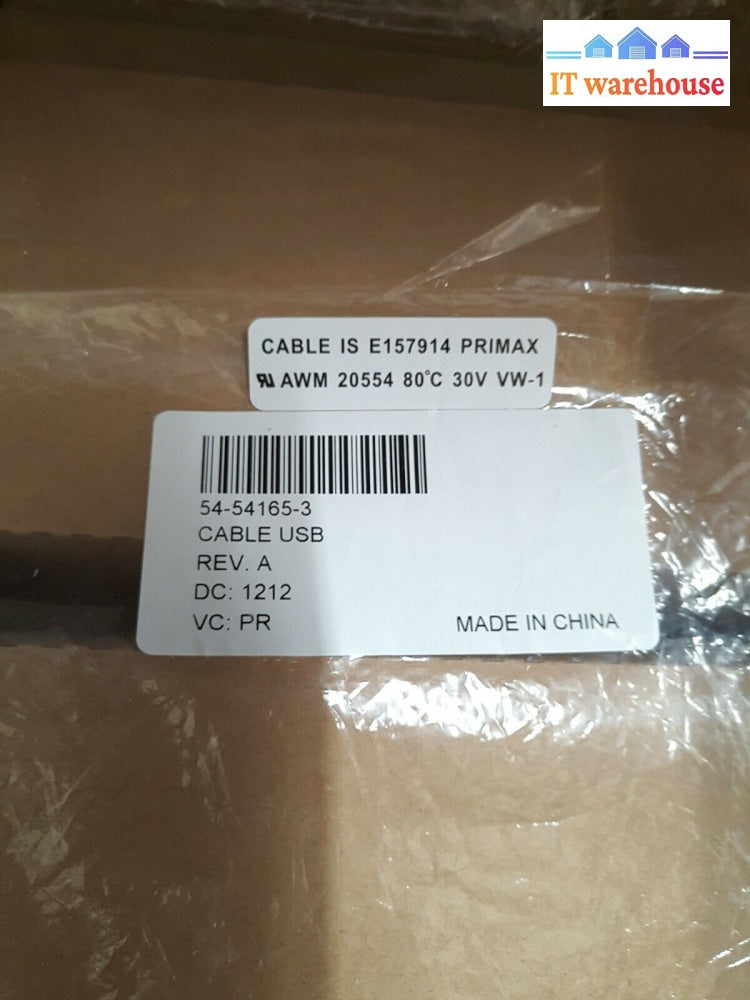 IT warehouse
CABLE IS E157914 PRIMAX
AWM 20554 80°C 30V VW-1
54-54165-3
CABLE USB
REV. A
DC: 1212
VC: PR
MADE IN CHINA